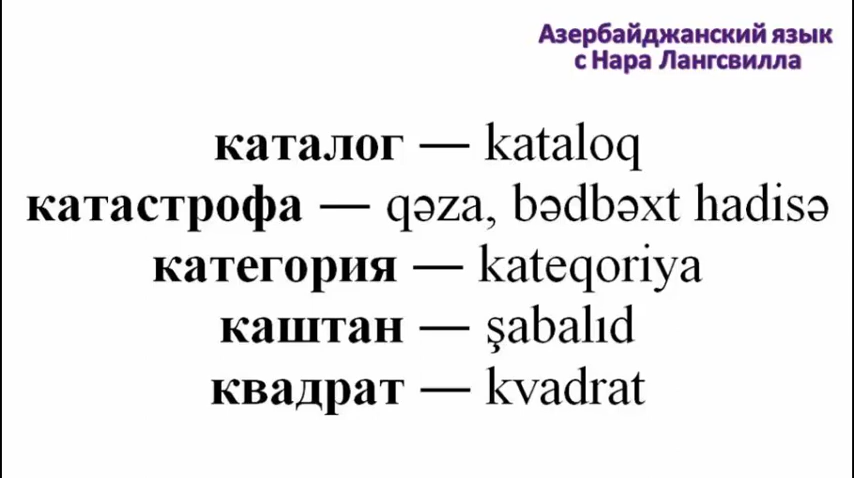 Азербайджанский язык
с Нара Лангсвилла
каталог — kataloq
катастрофа — qəza, bədbəxt hadisə
категория — kateqoriya
каштан — şabalıd
квадрат — kvadrat